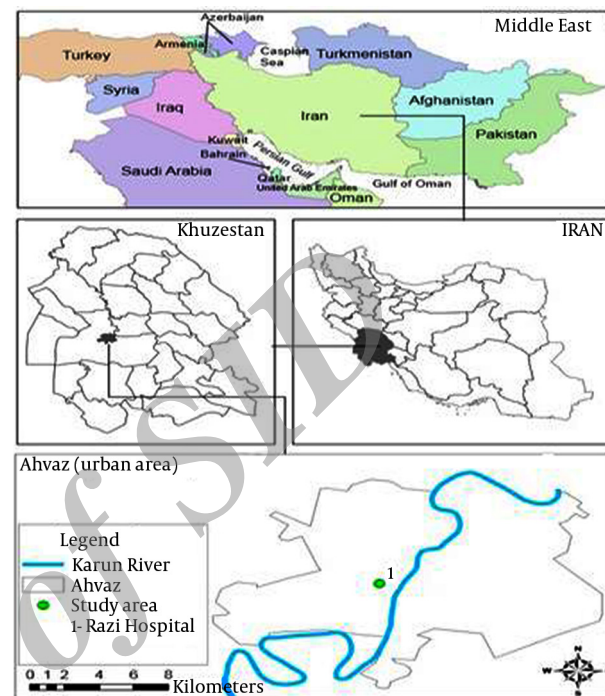 Middle East
Azerbaijan
Armenia
Turkey
Caspian
Sea
Turkmenistan
Syria
Iraq
Iran
Afghanistan
Pakistan
Kuwait
Bahrain
Persian Gulf
Saudi Arabia
Qatar
United Arab Emirates
Gulf of Oman
Oman
Khuzestan
IRAN
Ahvaz (urban area)
Legend
Karun River
Ahvaz
Study area
1- Razi Hospital
1
0 1 2 4 6 8
Kilometers
N
W E
S
of SID